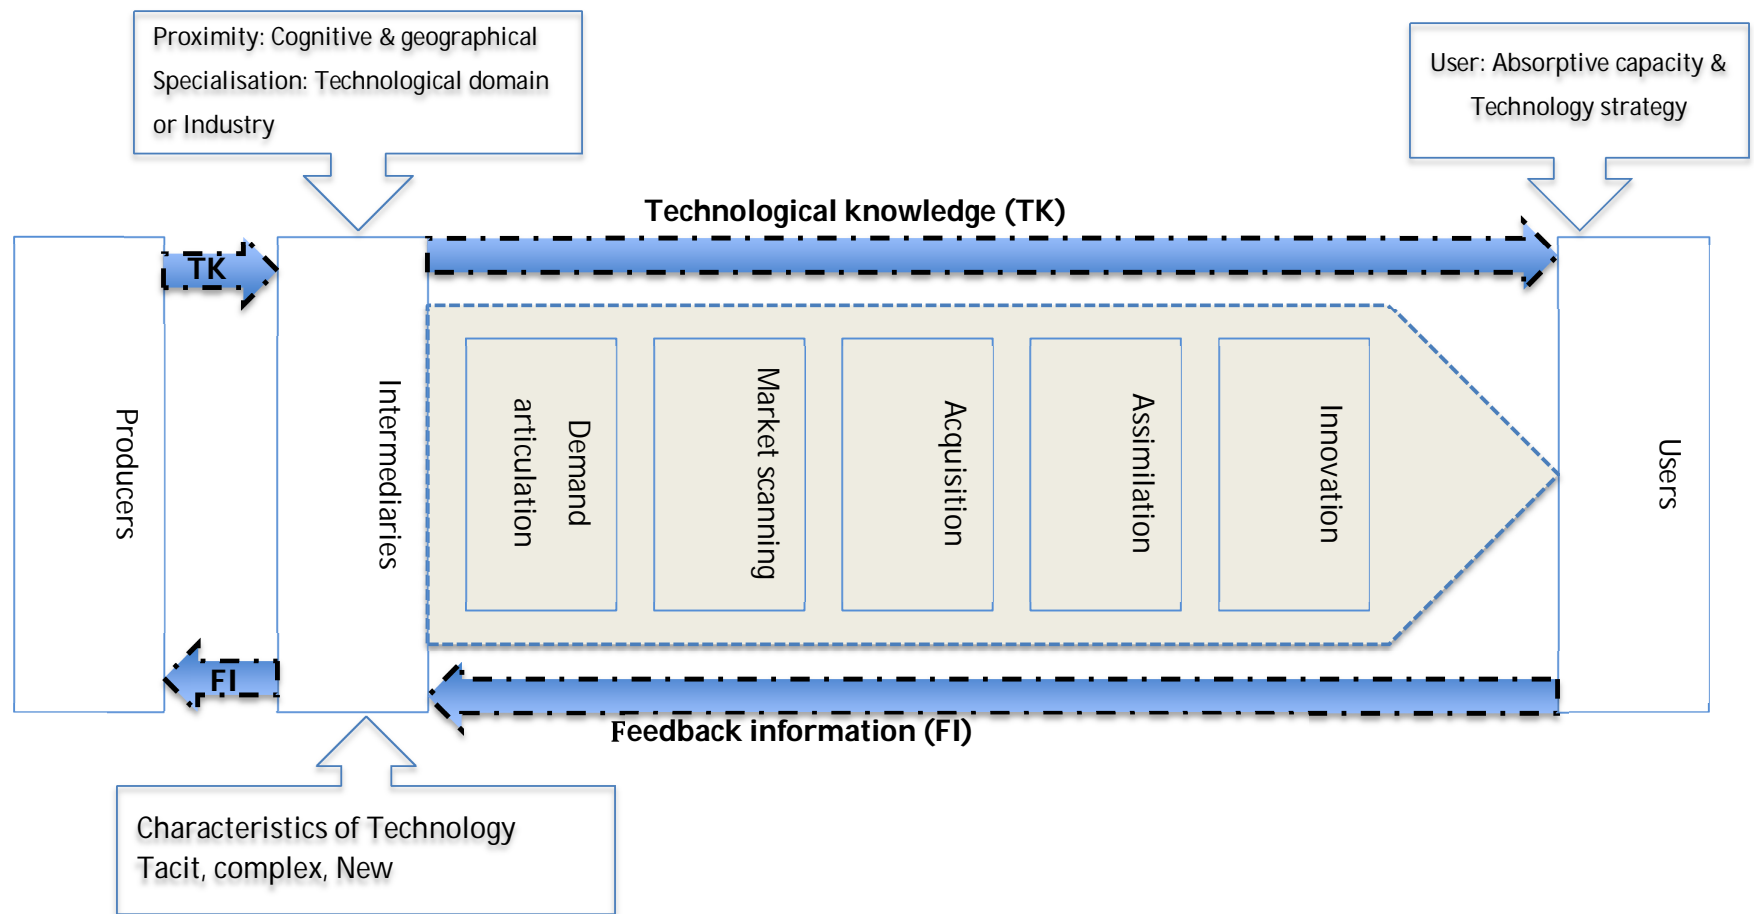 Proximity: Cognitive & geographical
Specialisation: Technological domain
or Industry
User: Absorptive capacity &
Technology strategy
Technological knowledge (TK)
TK
Producers
Intermediaries
Demand
articulation
Market scanning
Acquisition
Assimilation
Innovation
Users
FI
Feedback information (FI)
Characteristics of Technology
Tacit, complex, New